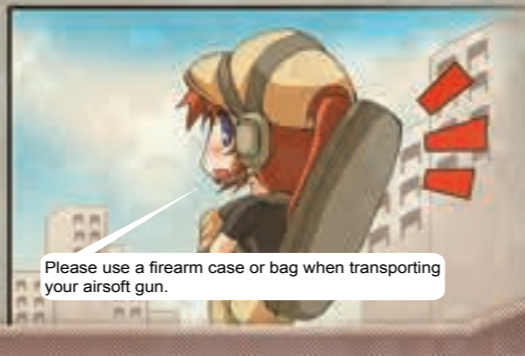 Please use a firearm case or bag when transporting
your airsoft gun.